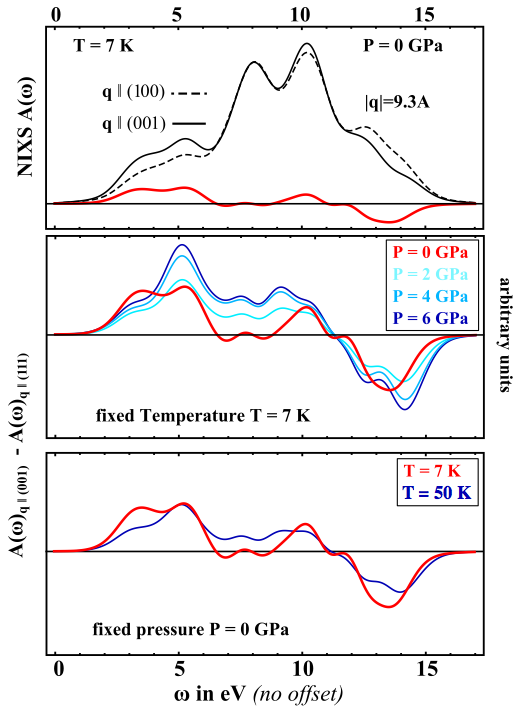 0 5 10 15
T = 7 K
P = 0 GPa
q ∥ (100)
q ∥ (001)
|q|=9.3A
NIXS A(ω)
P = 0 GPa
P = 2 GPa
P = 4 GPa
P = 6 GPa
fixed Temperature T = 7 K
arbitrary units
A(ω)q ∥ (001) - A(ω)q ∥ (111)
T = 7 K
T = 50 K
fixed pressure P = 0 GPa
0 5 10 15
ω in eV (no offset)